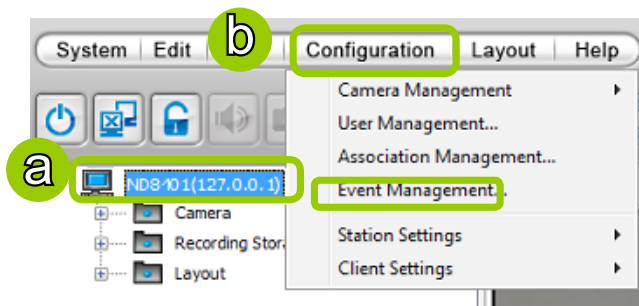 b
System Edit Configuration Layout Help
Camera Management
User Management...
Association Management...
Event Management...
Station Settings
Client Settings
a
ND8401(127.0.0.1)
Camera
Recording Stora
Layout